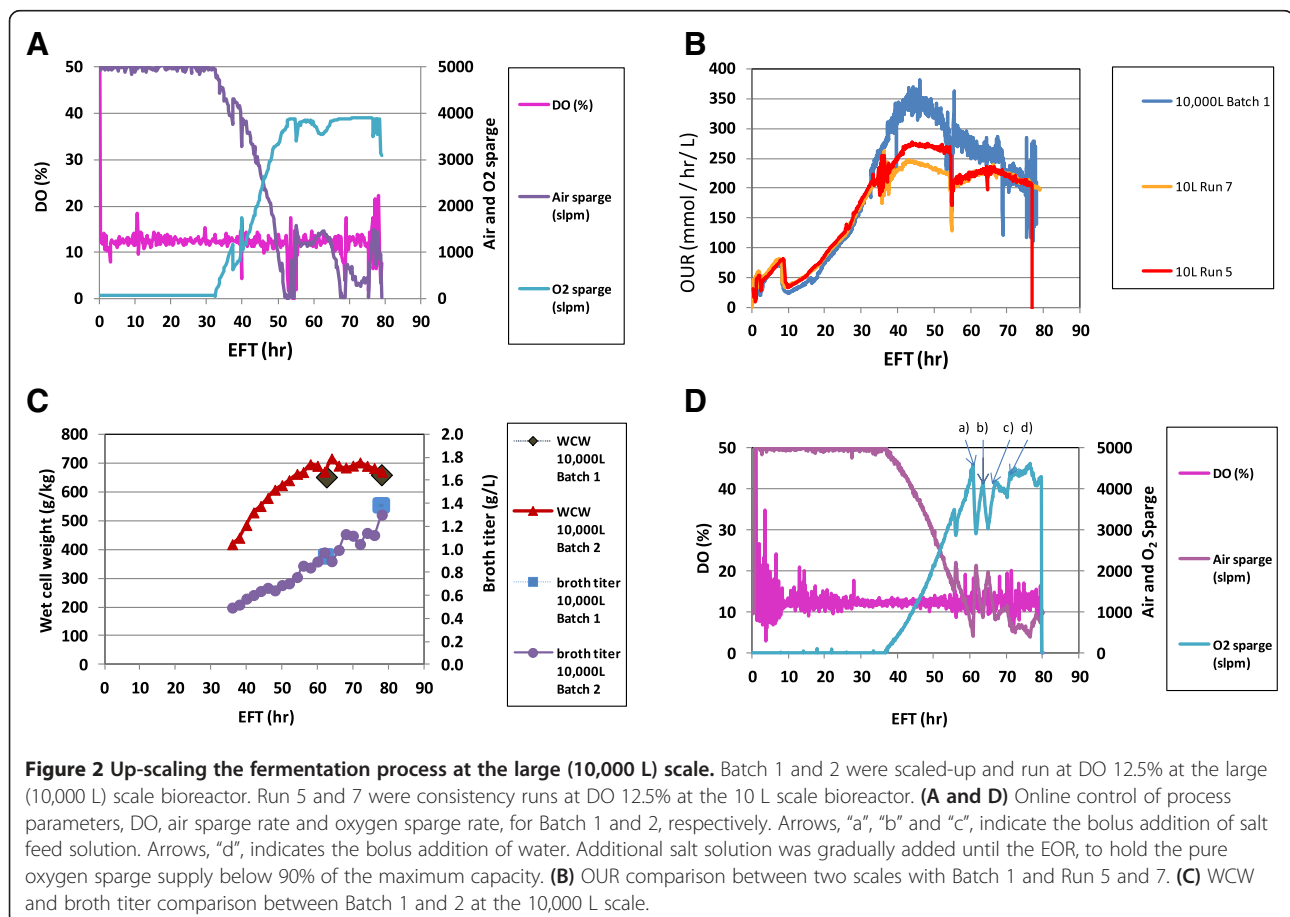 A
50
40
30
20
10
0
DO (%)
5000
4000
3000
2000
1000
0
Air and O2 sparge
0 10 20 30 40 50 60 70 80 90
EFT (hr)
DO (%)
Air sparge
(slpm)
O2 sparge
(slpm)
B
400
350
300
250
200
150
100
50
0
OUR (mmol / hr/ L)
0 10 20 30 40 50 60 70 80 90
EFT (hr)
10,000L Batch 1
10L Run 7
10L Run 5
C
800
700
600
500
400
300
200
100
0
Wet cell weight (g/kg)
2.0
1.8
1.6
1.4
1.2
1.0
0.8
0.6
0.4
0.2
0.0
Broth titer (g/L)
0 10 20 30 40 50 60 70 80 90
EFT (hr)
WCW
10,000L
Batch 1
WCW
10,000L
Batch 2
broth titer
10,000L
Batch 1
broth titer
10,000L
Batch 2
D
a) b) c) d)
50
40
30
20
10
0
DO (%)
5000
4000
3000
2000
1000
0
Air and O2 Sparge
0 10 20 30 40 50 60 70 80 90
EFT (hr)
DO (%)
Air sparge
(slpm)
O2 sparge
(slpm)
Figure 2 Up-scaling the fermentation process at the large (10,000 L) scale. Batch 1 and 2 were scaled-up and run at DO 12.5% at the large
(10,000 L) scale bioreactor. Run 5 and 7 were consistency runs at DO 12.5% at the 10 L scale bioreactor. (A and D) Online control of process
parameters, DO, air sparge rate and oxygen sparge rate, for Batch 1 and 2, respectively. Arrows, “a”, “b” and “c”, indicate the bolus addition of salt
feed solution. Arrows, “d”, indicates the bolus addition of water. Additional salt solution was gradually added until the EOR, to hold the pure
oxygen sparge supply below 90% of the maximum capacity. (B) OUR comparison between two scales with Batch 1 and Run 5 and 7. (C) WCW
and broth titer comparison between Batch 1 and 2 at the 10,000 L scale.